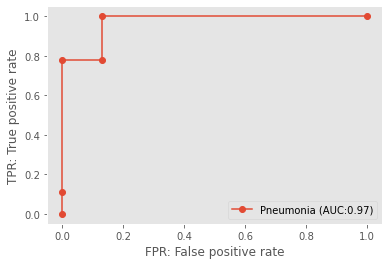 1.0
0.8
0.6
0.4
0.2
0.0
TPR: True positive rate
Pneumonia (AUC:0.97)
0.0 0.2 0.4 0.6 0.8 1.0
FPR: False positive rate